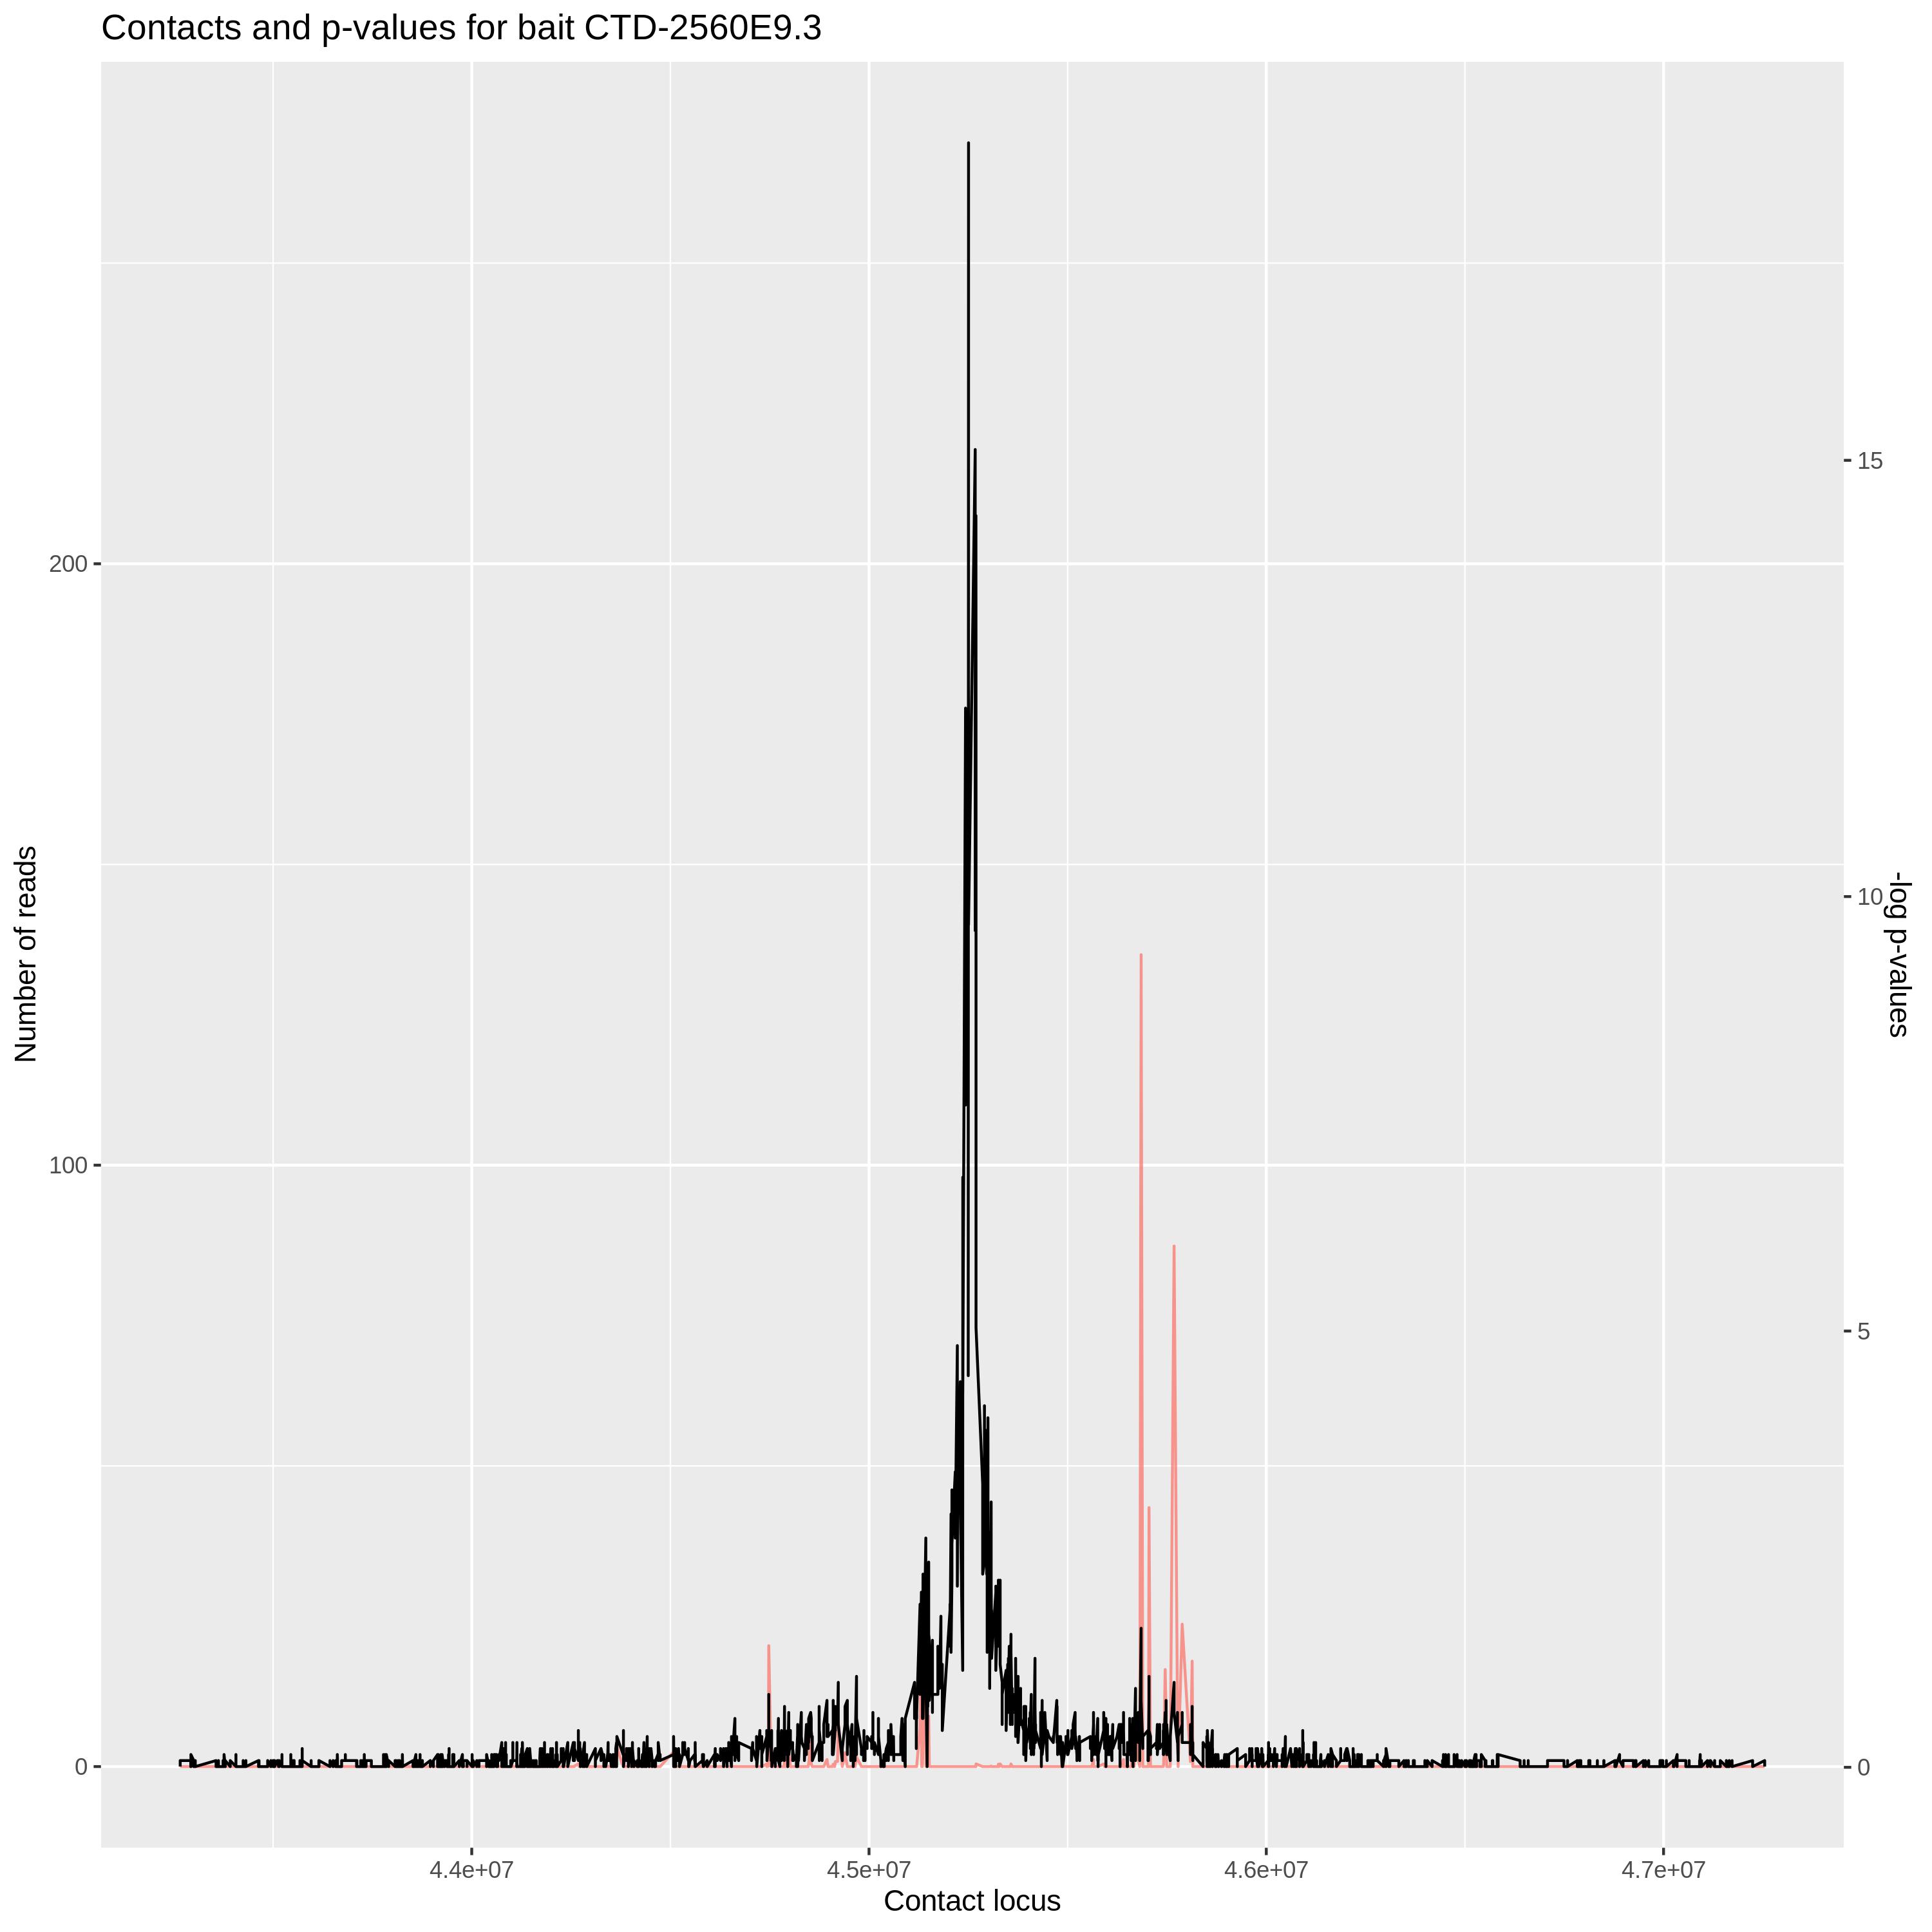 Contacts and p-values for bait CTD-2560E9.3
Number of reads
200
100
0
15
10
5
0
-log p-values
4.4e+07
4.5e+07
4.6e+07
4.7e+07
Contact locus